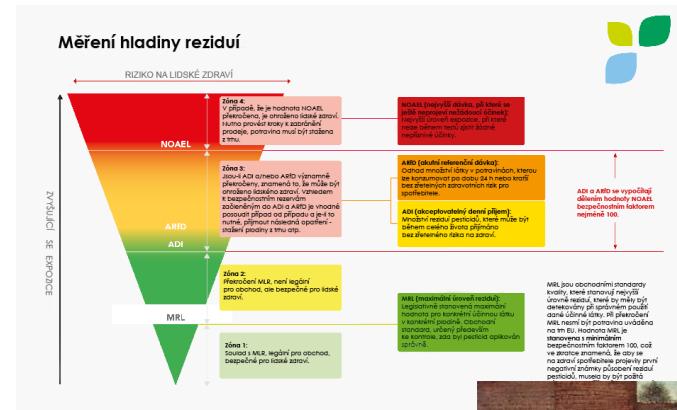 Měření hladiny reziduí
RIZIKO NA LIDSKÉ ZDRAVÍ
ZVYŠUJÍCÍ SE EXPOZICE
NOAEL
ARfD
ADI
MRL
Zóna 4:
V případě, že je hodnota NOAEL
překročena, je ohroženo lidské zdraví.
Nutno provést kroky k zabránění
prodeje, potravina musí být stažena
z trhu.
Zóna 3:
Jsou-li ADI a/nebo ARfD významně
překročeny, znamená to, že může být
ohroženo lidského zdraví. Vzhledem
k bezpečnostním rezervám
začleněným do ADI a ARfD je vhodné
posoudit případ od případu a je-li to
nutné, přijmout následná opatření -
stažení plodiny z trhu atp.
Zóna 2:
Překročení MLR, není legální
pro obchod, ale bezpečné pro lidské
zdraví.
Zóna 1:
Soulad s MLR, legální pro obchod,
bezpečné pro lidské zdraví.
NOAEL (nejvyšší dávka, při které se
ještě neprojeví nežádoucí účinek):
Nejvyšší úroveň expozice, při které
nelze během testů zjistit žádné
nepříznivé účinky.
ARfD (akutní referenční dávka):
Odhad množství látky v potravinách, kterou
lze konzumovat po dobu 24 h nebo kratší
bez zřetelných zdravotních rizik pro
spotřebitele.
ADI (akceptovatelný denní příjem):
Množství reziduí pesticidů, které může být
během celého života přijímáno
bez zřetelného rizika na zdraví.
MRL (maximální úroveň reziduí):
Legislativně stanovená maximální
hodnota pro konkrétní účinnou látku
v konkrétní plodině. Obchodní
standard, určený především
ke kontrole, zda byl pesticid aplikován
správně.
ADI a ARfD se vypočítají
dělením hodnoty NOAEL
bezpečnostním faktorem
nejméně 100.
MRL jsou obchodními standardy
kvality, které stanovují nejvyšší
úrovně reziduí, které by měly být
detekovány při správném použití
dané účinné látky. Při překročení
MRL nesmí být potravina uváděna
na trh EU. Hodnota MRL je
stanovena s minimálním
bezpečnostním faktorem 100, což
ve zkratce znamená, že aby se
na zdraví spotřebitele projevily první
negativní známky působení reziduí
pesticidů, musela by být požitá